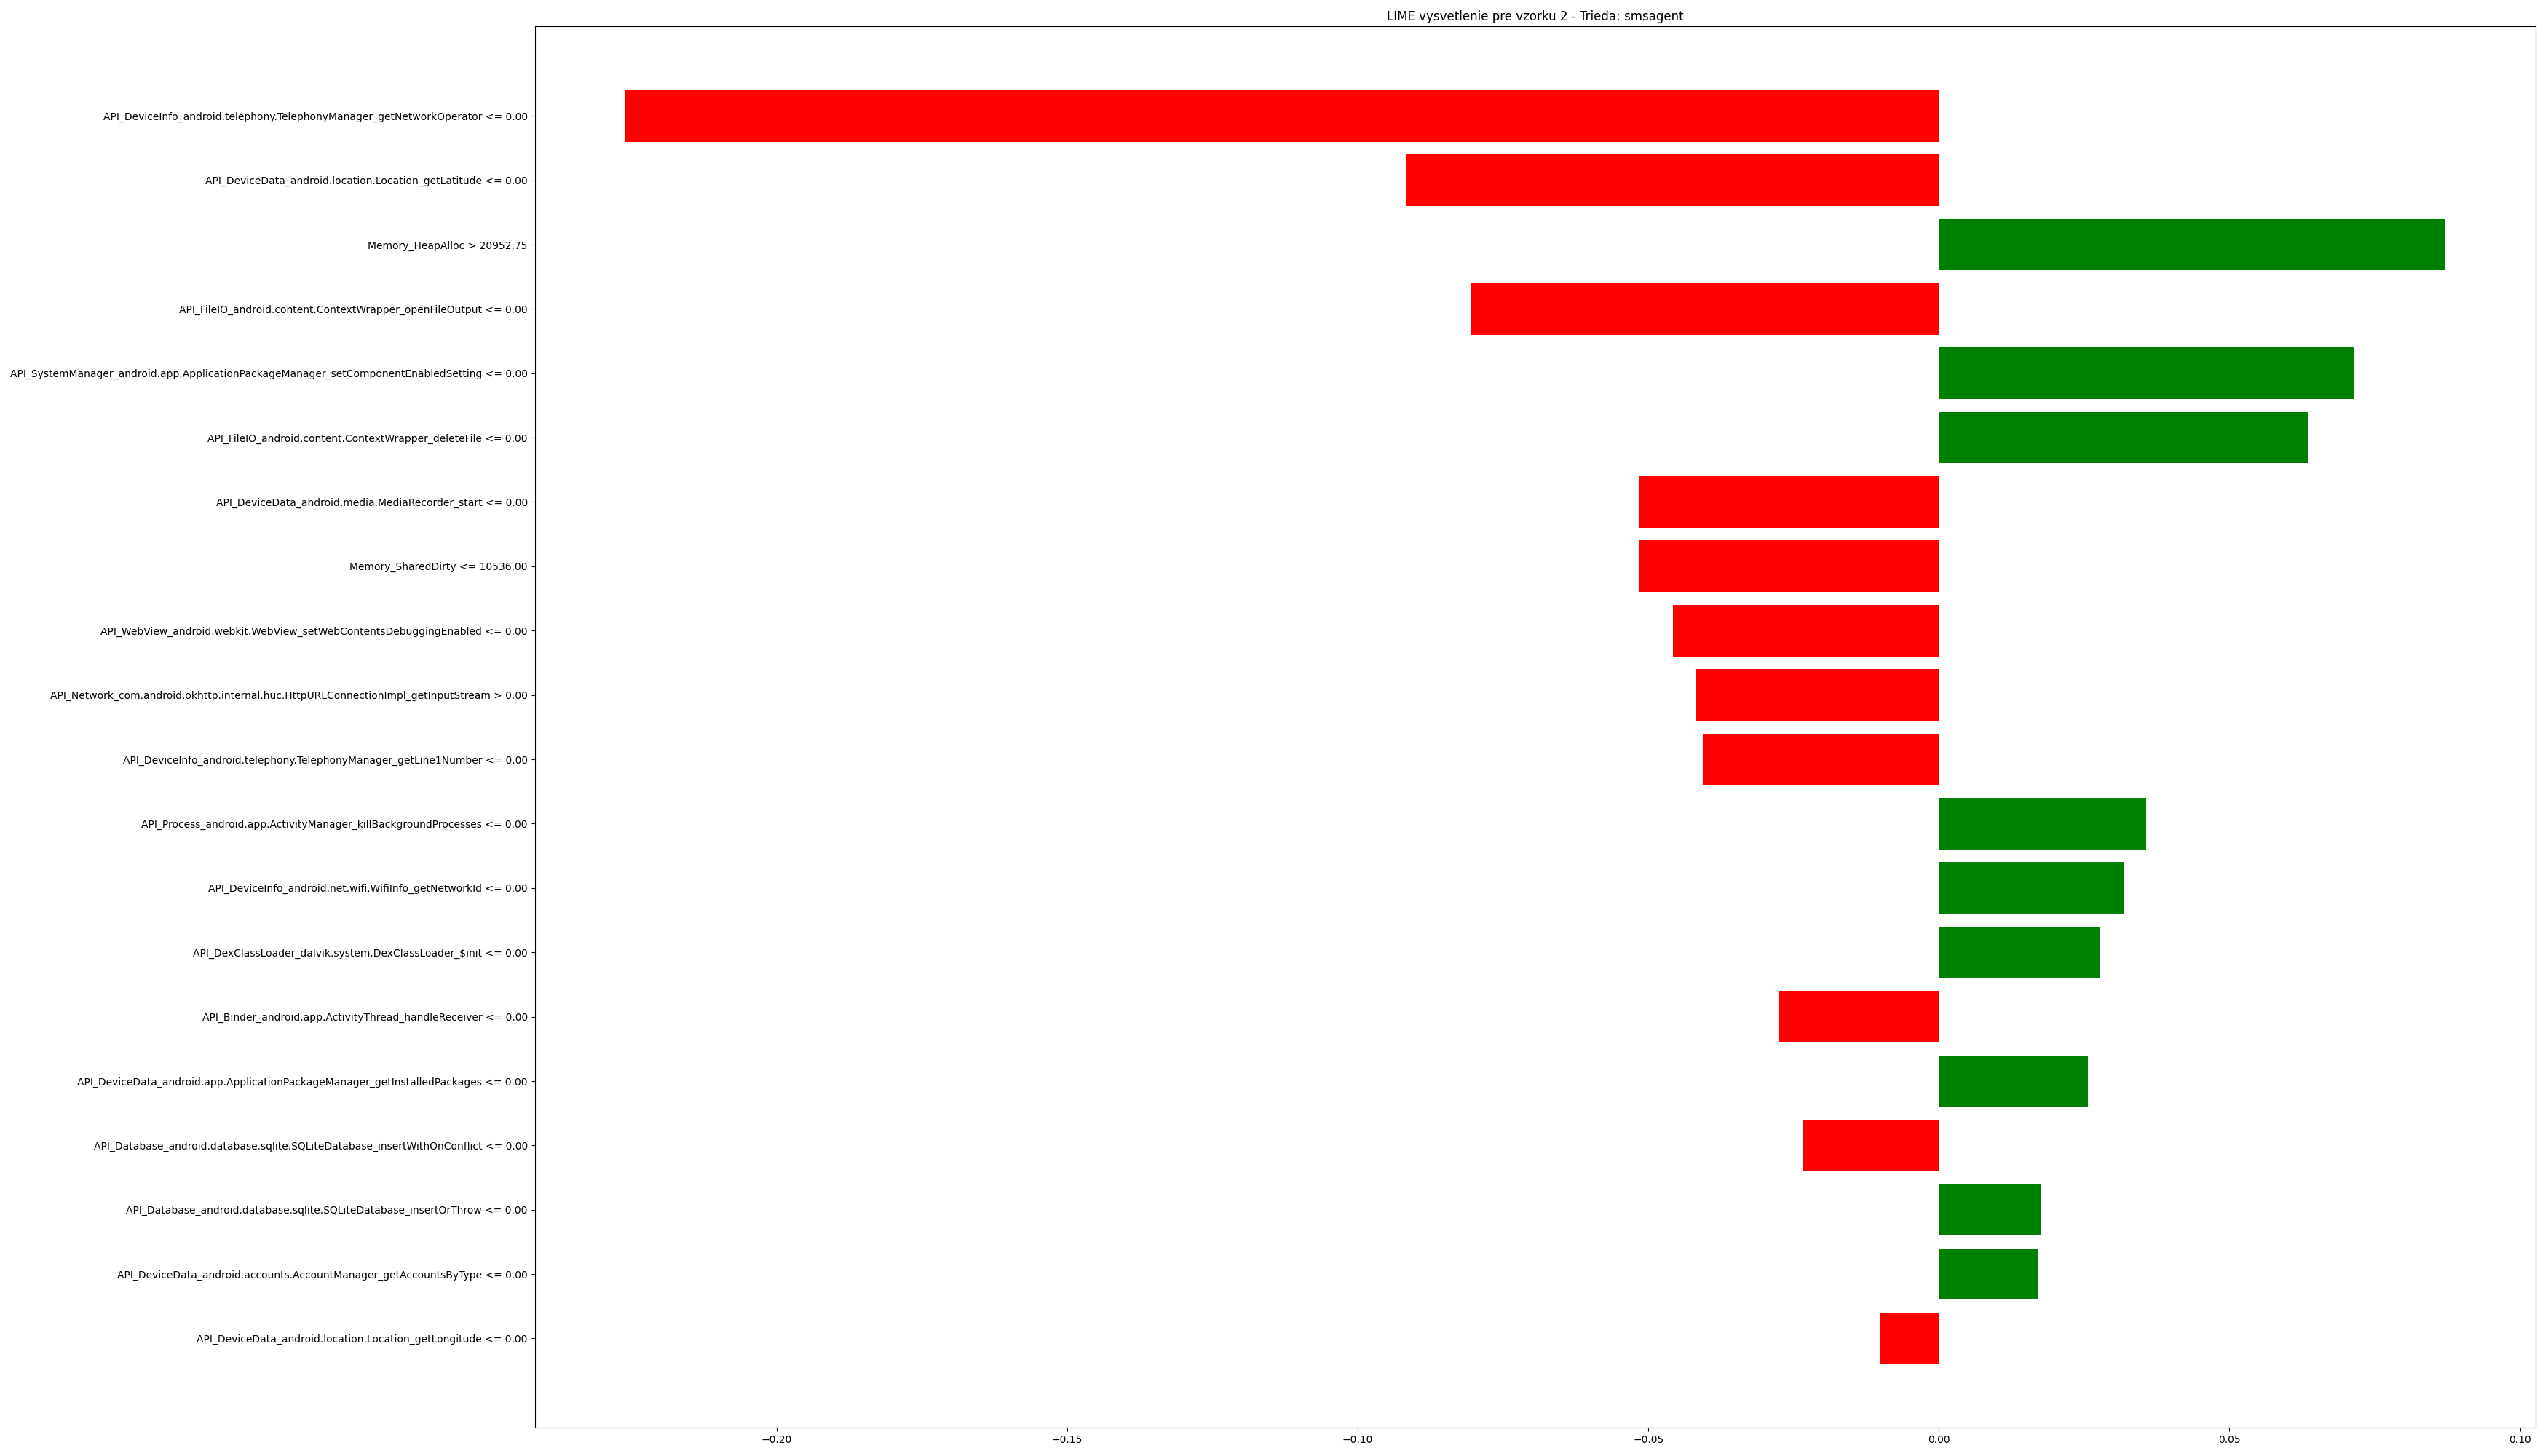 LIME vysvetlenie pre vzorku 2 - Trieda: smsagent
API_DeviceInfo_android.telephony.TelephonyManager_getNetworkOperator <= 0.00
API_DeviceData_android.location.Location_getLatitude <= 0.00
Memory_HeapAlloc > 20952.75
API_FileIO_android.content.ContextWrapper_openFileOutput <= 0.00
API_SystemManager_android.app.ApplicationPackageManager_setComponentEnabledSetting <= 0.00
API_FileIO_android.content.ContextWrapper_deleteFile <= 0.00
API_DeviceData_android.media.MediaRecorder_start <= 0.00
Memory_SharedDirty <= 10536.00
API_WebView_android.webkit.WebView_setWebContentsDebuggingEnabled <= 0.00
API_Network_com.android.okhttp.internal.huc.HttpURLConnectionImpl_getInputStream > 0.00
API_DeviceInfo_android.telephony.TelephonyManager_getLine1Number <= 0.00
API_Process_android.app.ActivityManager_killBackgroundProcesses <= 0.00
API_DeviceInfo_android.net.wifi.WifiInfo_getNetworkId <= 0.00
API_DexClassLoader_dalvik.system.DexClassLoader_$init <= 0.00
API_Binder_android.app.ActivityThread_handleReceiver <= 0.00
API_DeviceData_android.app.ApplicationPackageManager_getInstalledPackages <= 0.00
API_Database_android.database.sqlite.SQLiteDatabase_insertWithOnConflict <= 0.00
API_Database_android.database.sqlite.SQLiteDatabase_insertOrThrow <= 0.00
API_DeviceData_android.accounts.AccountManager_getAccountsByType <= 0.00
API_DeviceData_android.location.Location_getLongitude <= 0.00
−0.20 −0.15 −0.10 −0.05 0.00 0.05 0.10